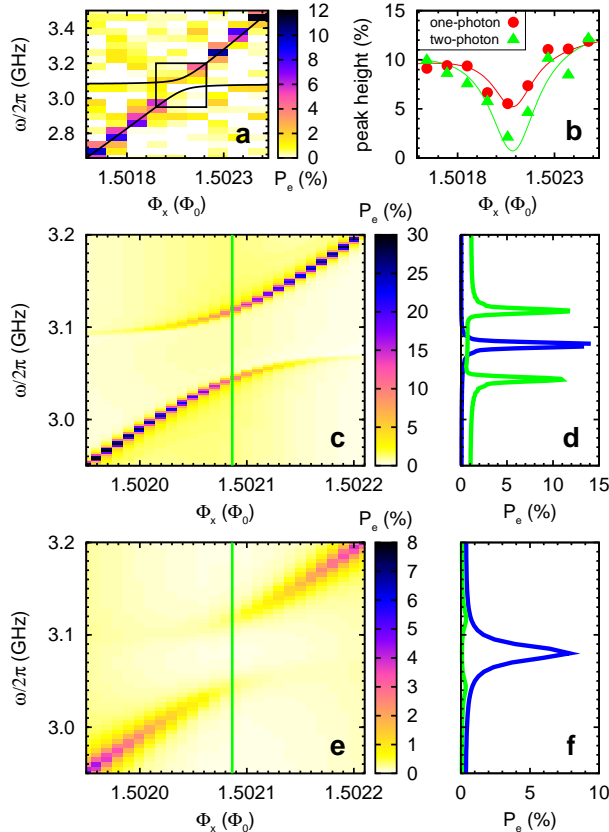 3.4
3.2
3.0
2.8
ω/2π (GHz)
a
1.5018
1.5023
Φx (Φ0)
12
10
8
6
4
2
0
Pe (%)
15
10
5
0
peak height (%)
one-photon
two-photon
b
1.5018
1.5023
Φx (Φ0)
3.2
3.1
3.0
ω/2π (GHz)
c
1.5020
1.5021
1.5022
Φx (Φ0)
Pe (%)
30
25
20
15
10
5
0
d
0 5 10 15
Pe (%)
3.2
3.1
3.0
ω/2π (GHz)
e
1.5020
1.5021
1.5022
Φx (Φ0)
Pe (%)
8
7
6
5
4
3
2
1
0
f
0 5 10
Pe (%)